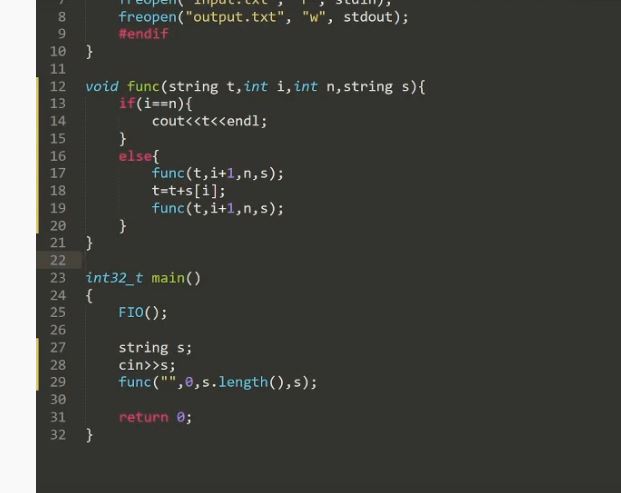 8 freopen("output.txt", "w", stdout);
9 #endif
10 }
11
12 void func(string t,int i,int n,string s){
13 if(i==n){
14 cout<<t<<endl;
15 }
16 else{
17 func(t,i+1,n,s);
18 t=t+s[i];
19 func(t,i+1,n,s);
20 }
21 }
22
23 int32_t main()
24 {
25 FIO();
26
27 string s;
28 cin>>s;
29 func("",0,s.length(),s);
30
31 return 0;
32 }